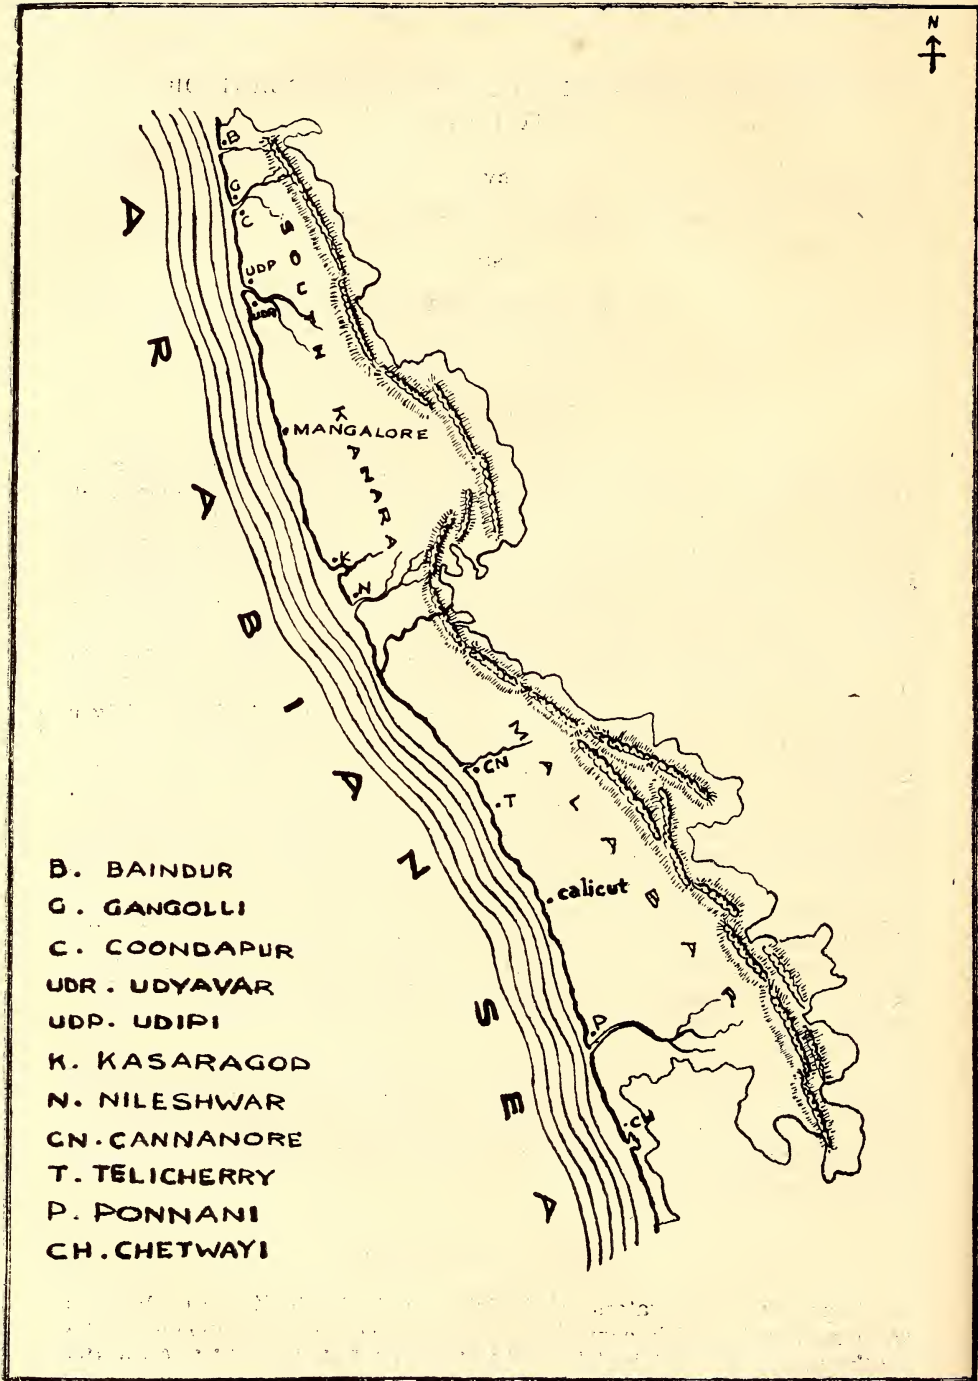 N
B
G
C
SOUTH
UDP
UDR
KANARA
MANGALORE
K
N
MALABAR
CN
T
calicut
P
CH
ARABIAN SEA
B. BAINDUR
G. GANGOLLI
C. COONDAPUR
UDR. UDYAVAR
UDP. UDIPI
K. KASARAGOD
N. NILESHWAR
CN. CANNANORE
T. TELICHERRY
P. PONNANI
CH. CHETWAYI